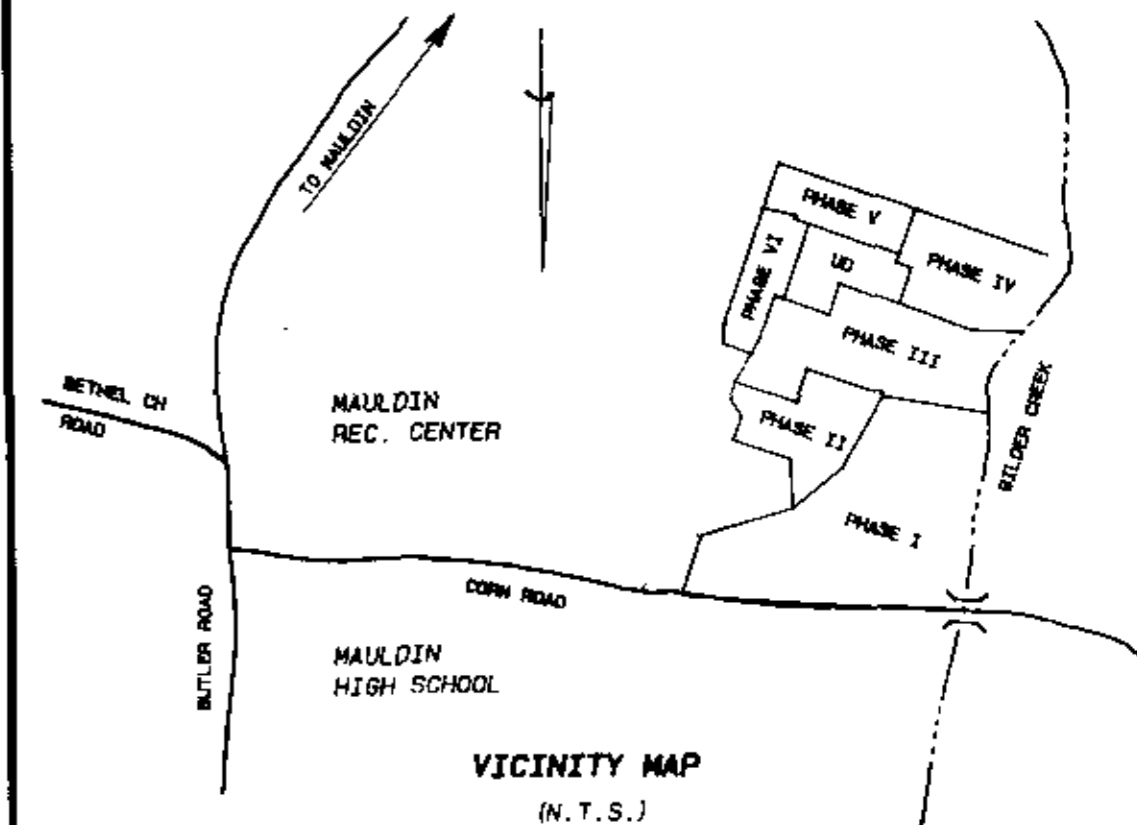 TO MAULDIN
PHASE V
PHASE VI
UD
PHASE IV
PHASE III
BETHEL CH
ROAD
MAULDIN
REC. CENTER
PHASE II
GILDER CREEK
PHASE I
CORN ROAD
BUTLER ROAD
MAULDIN
HIGH SCHOOL
VICINITY MAP
(N.T.S.)